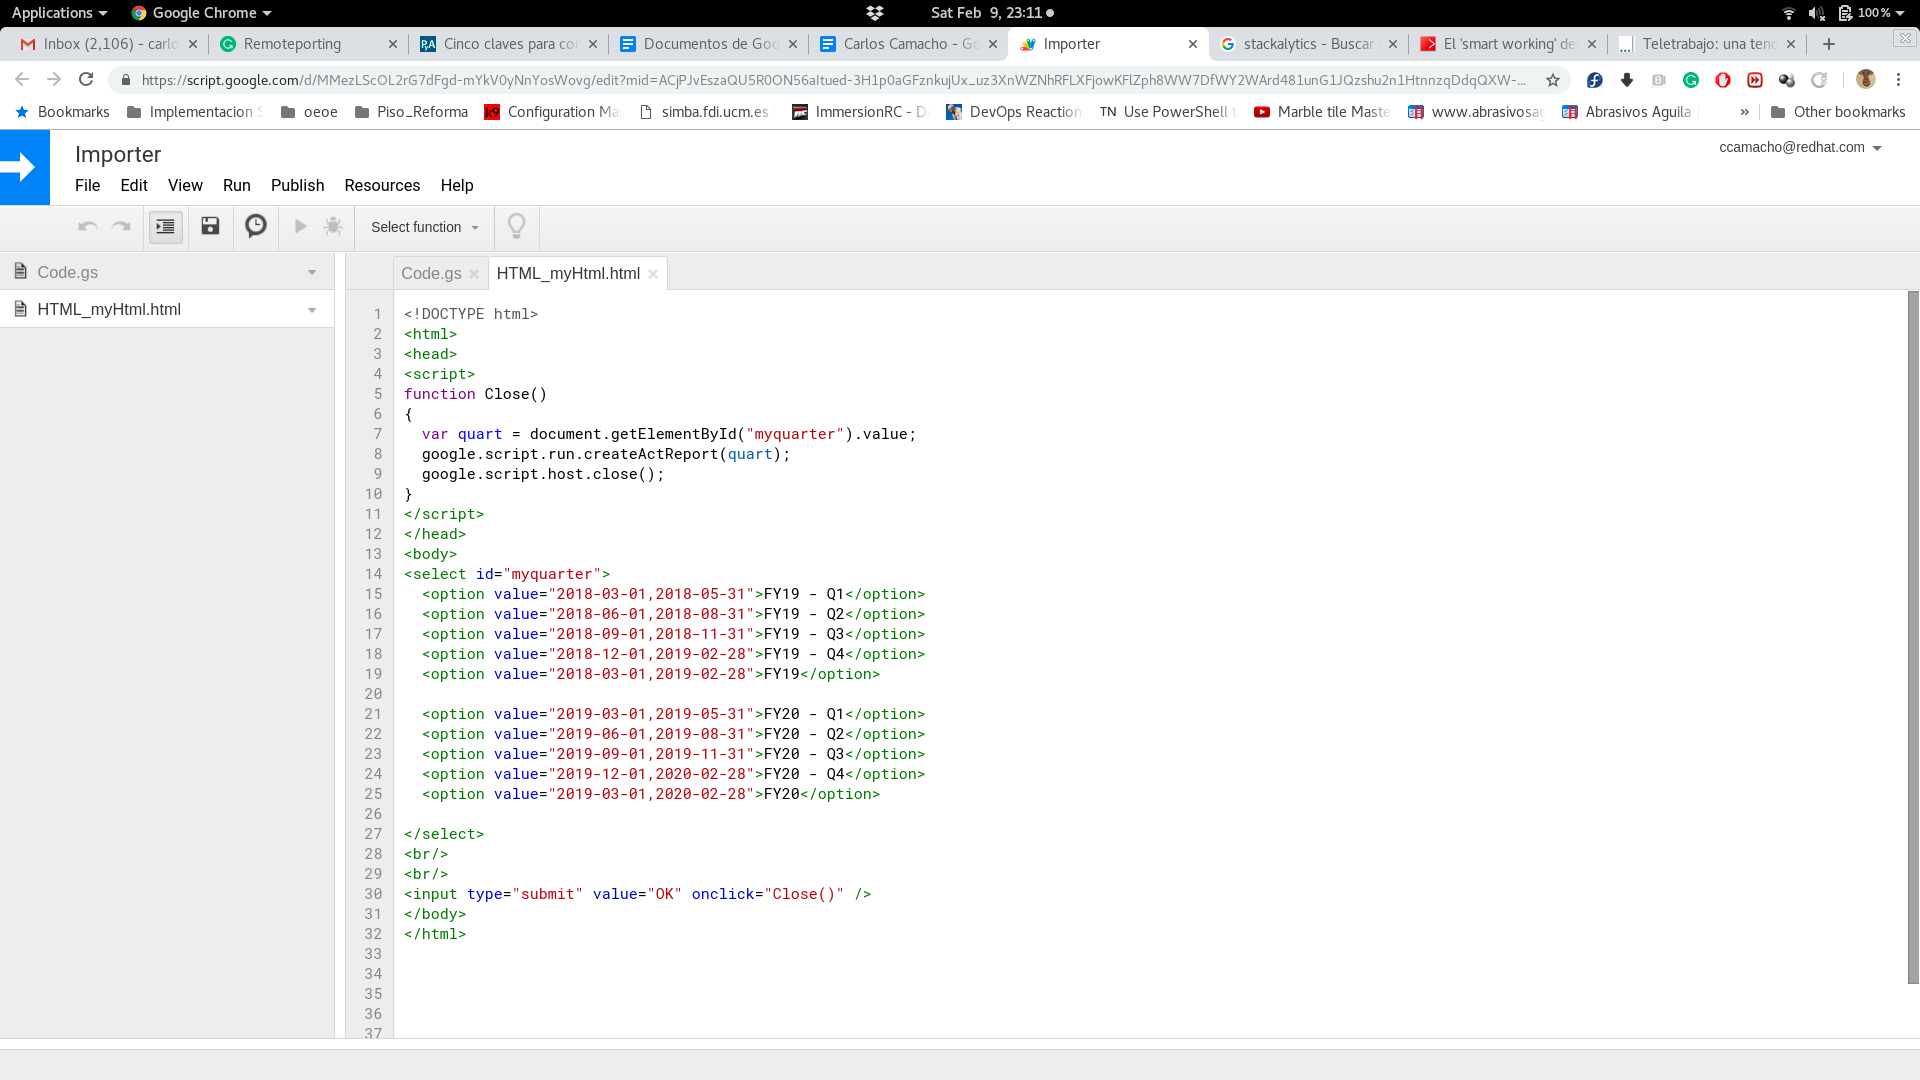 Applications Google Chrome Sat Feb 9, 23:11 100 %
Inbox (2,106) - carlo Remoteporting Cinco claves para con Documentos de Goo Carlos Camacho - Go Importer stackalytics - Buscar El 'smart working' de Teletrabajo: una tend
https://script.google.com/d/
Bookmarks Implementacion S oeoe Piso_Reforma Configuration Ma simba.fdi.ucm.es ImmersionRC - D DevOps Reaction TN Use PowerShell t Marble tile Maste www.abrasivosag Abrasivos Aguila » Other bookmarks
Importer
ccamacho@redhat.com
File Edit View Run Publish Resources Help
Select function
Code.gs
HTML_myHtml.html
Code.gs HTML_myHtml.html
1 <!DOCTYPE html>
2 <html>
3 <head>
4 <script>
5 function Close()
6 {
7 var quart = document.getElementById("myquarter").value;
8 google.script.run.createActReport(quart);
9 google.script.host.close();
10 }
11 </script>
12 </head>
13 <body>
14 <select id="myquarter">
15 <option value="2018-03-01,2018-05-31">FY19 - Q1</option>
16 <option value="2018-06-01,2018-08-31">FY19 - Q2</option>
17 <option value="2018-09-01,2018-11-31">FY19 - Q3</option>
18 <option value="2018-12-01,2019-02-28">FY19 - Q4</option>
19 <option value="2018-03-01,2019-02-28">FY19</option>
20
21 <option value="2019-03-01,2019-05-31">FY20 - Q1</option>
22 <option value="2019-06-01,2019-08-31">FY20 - Q2</option>
23 <option value="2019-09-01,2019-11-31">FY20 - Q3</option>
24 <option value="2019-12-01,2020-02-28">FY20 - Q4</option>
25 <option value="2019-03-01,2020-02-28">FY20</option>
26
27 </select>
28 <br/>
29 <br/>
30 <input type="submit" value="OK" onclick="Close()" />
31 </body>
32 </html>
33
34
35
36
37